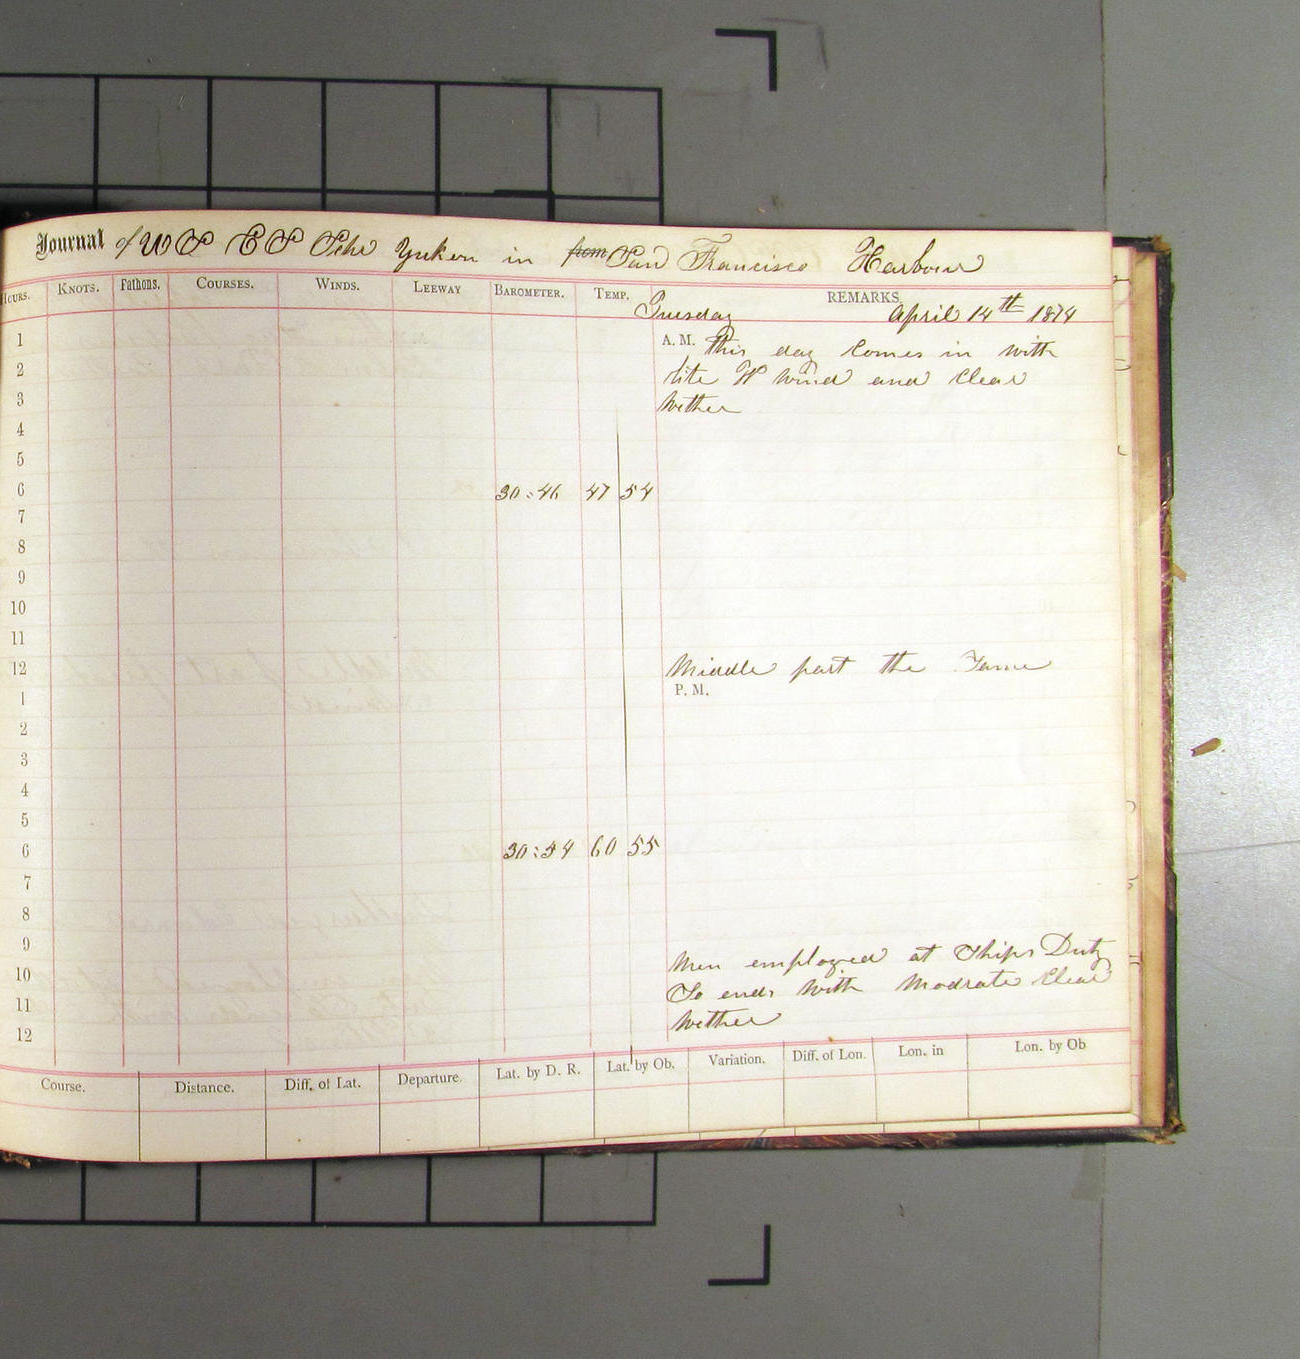 Journal of U S C S Schr Yukon in from San Francisco Harbour
HOURS. KNOTS. Fathoms. COURSES. WINDS. LEEWAY BAROMETER. TEMP. REMARKS.
Tuesday April 14th 1874
1 A. M. This day Comes in with
2 lite W wind and Clear
3 wether
4
5
6 30:46 47 54
7
8
9
10
11
12 Middle part the Same
1 P. M.
2
3
4
5
6 30:54 60 55
7
8
9 Men employed at Ships Duty
10 So ends with Modrate Clear
11 wether
12
Course. Distance. Diff. of Lat. Departure. Lat. by D. R. Lat. by Ob. Variation. Diff. of Lon. Lon. in Lon. by Ob